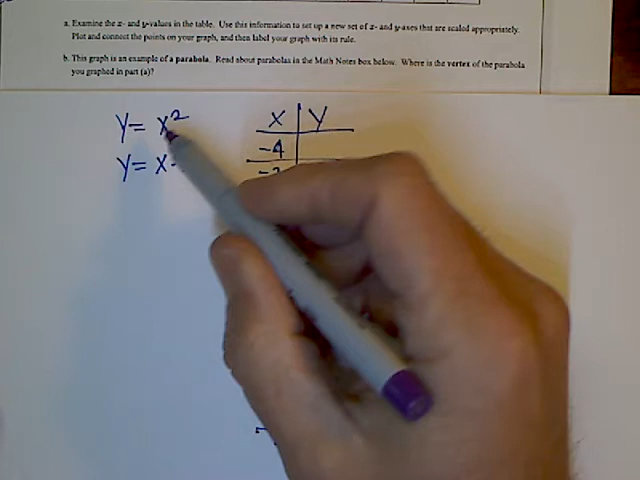 a. Examine the x- and y-values in the table. Use this information to set up a new set of x- and y-axes that are scaled appropriately.
Plot and connect the points on your graph, and then label your graph with its rule.
b. This graph is an example of a parabola. Read about parabolas in the Math Notes box below. Where is the vertex of the parabola
you graphed in part (a)?
y= x²
y= x
x y
-4